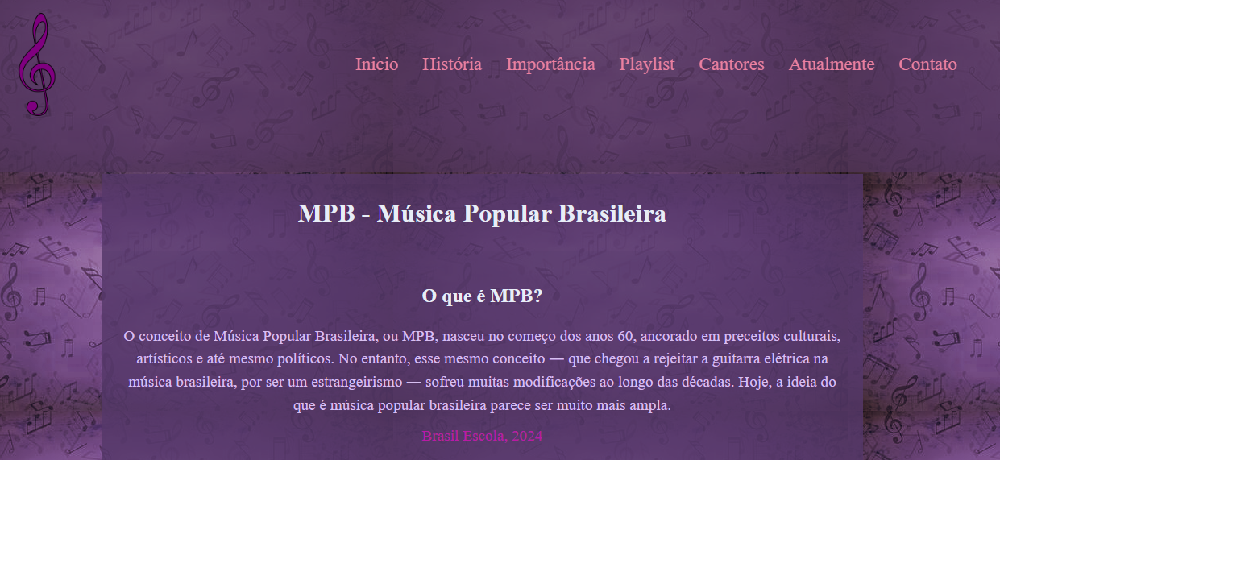 Inicio História Importância Playlist Cantores Atualmente Contato
MPB - Música Popular Brasileira
O que é MPB?
O conceito de Música Popular Brasileira, ou MPB, nasceu no começo dos anos 60, ancorado em preceitos culturais,
artísticos e até mesmo políticos. No entanto, esse mesmo conceito — que chegou a rejeitar a guitarra elétrica na
música brasileira, por ser um estrangeirismo — sofreu muitas modificações ao longo das décadas. Hoje, a ideia do
que é música popular brasileira parece ser muito mais ampla.
Brasil Escola, 2024